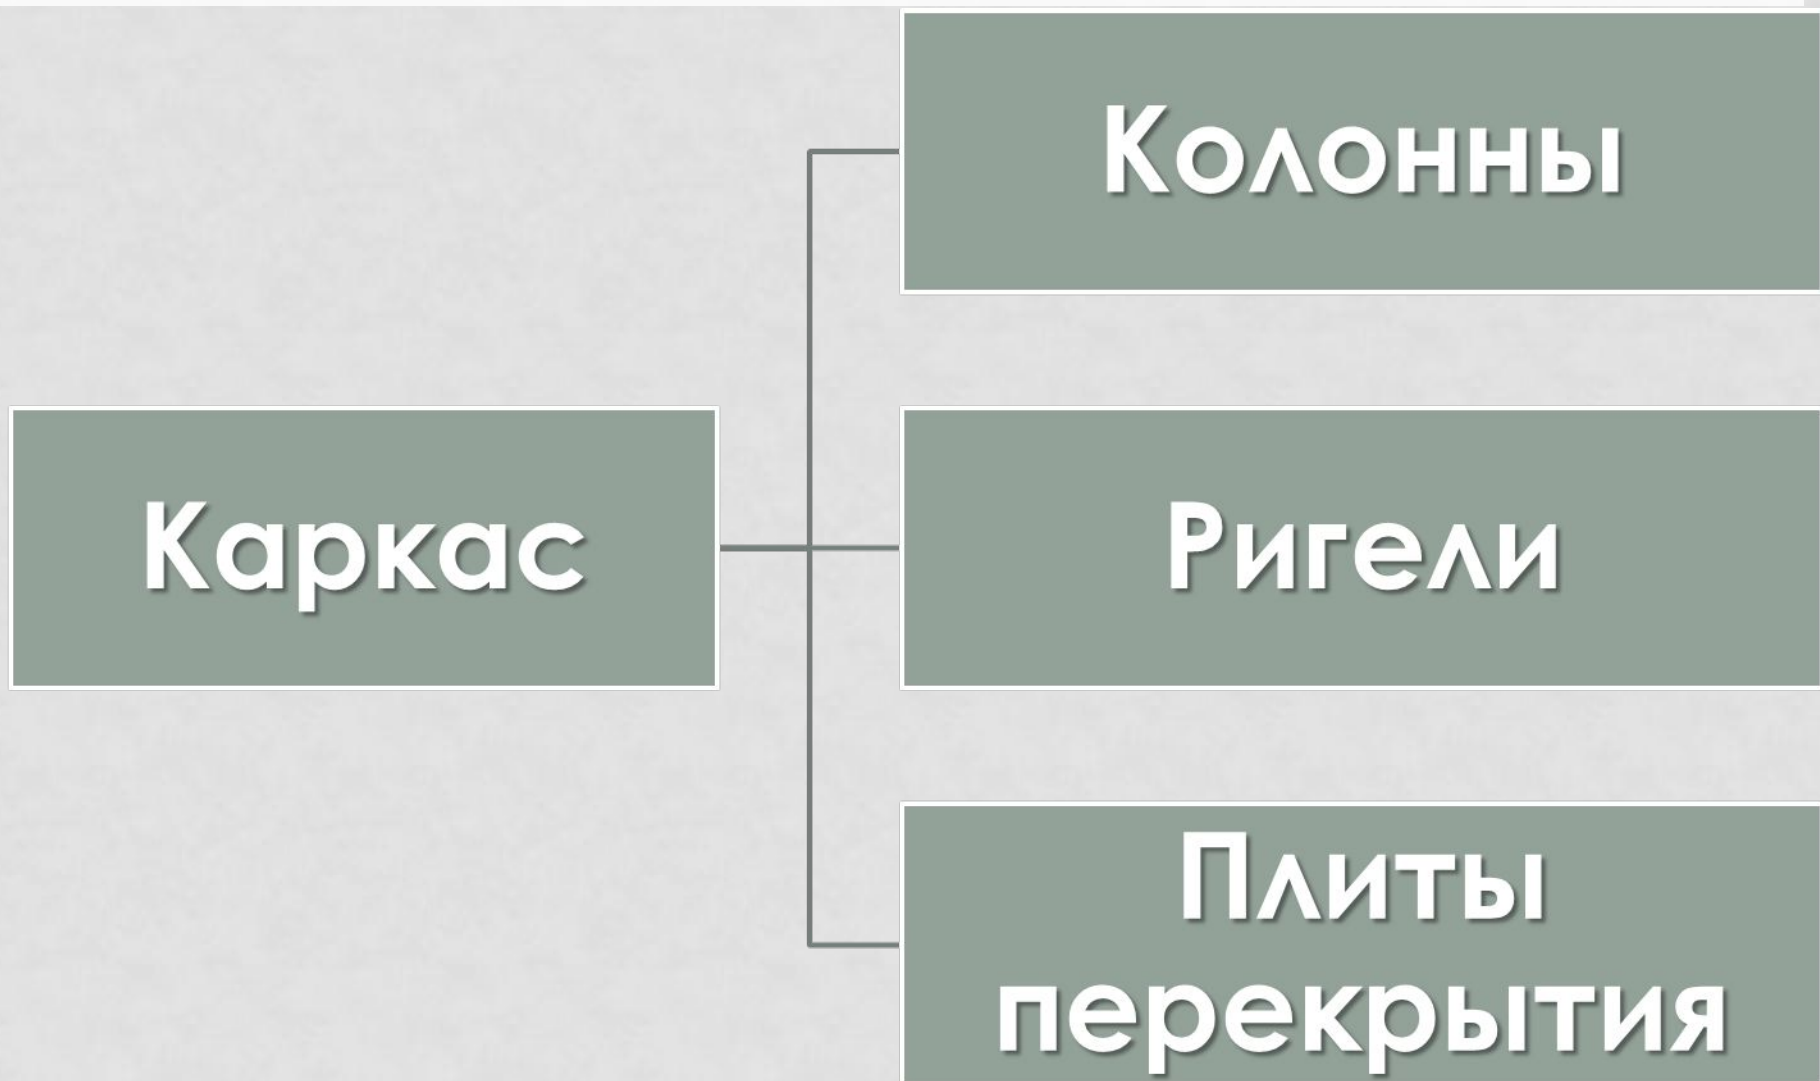 Колонны
Каркас
Ригели
Плиты
перекрытия